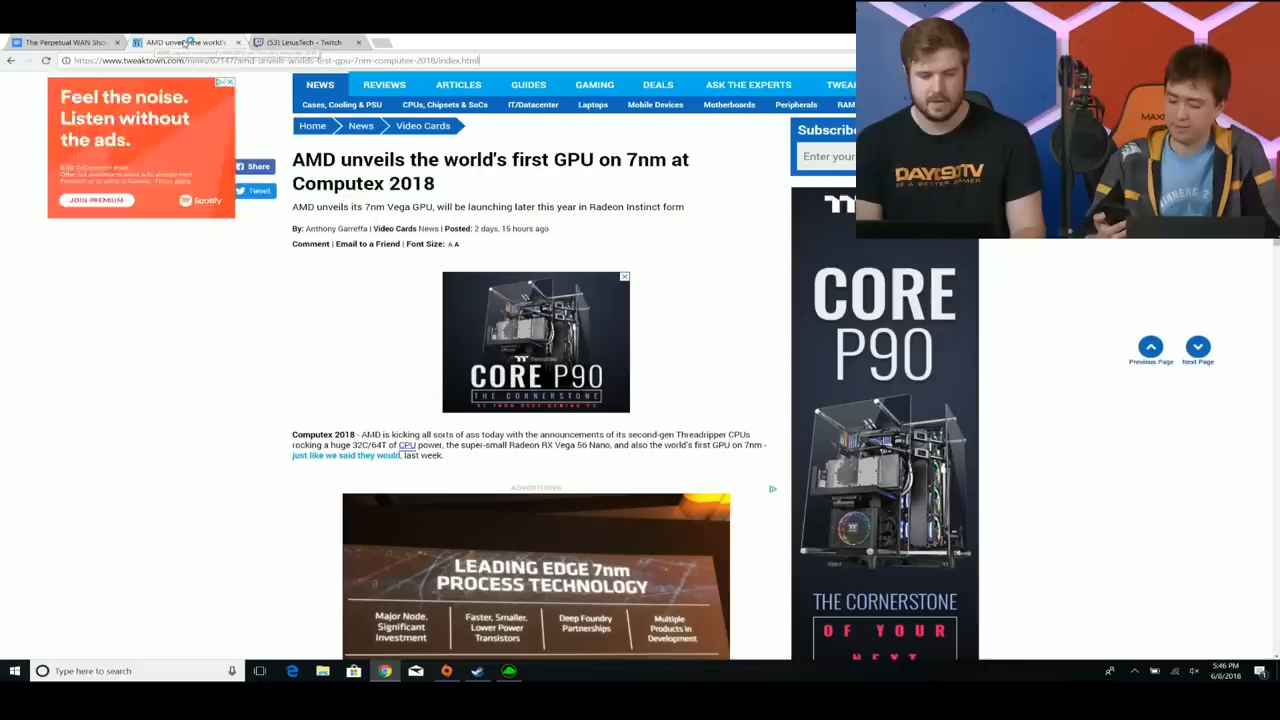 The Perpetual WAN Sho
AMD unveils the world's
(53) LinusTech - Twitch
https://www.tweaktown.com/news/62147/amd-unveils-worlds-first-gpu-7nm-computex-2018/index.html
Feel the noise.
Listen without
the ads.
JOIN PREMIUM
Spotify
Share
Tweet
NEWS
REVIEWS
ARTICLES
GUIDES
GAMING
DEALS
ASK THE EXPERTS
TWEA
Cases, Cooling & PSU
CPUs, Chipsets & SoCs
IT/Datacenter
Laptops
Mobile Devices
Motherboards
Peripherals
RAM
Home
News
Video Cards
AMD unveils the world's first GPU on 7nm at
Computex 2018
AMD unveils its 7nm Vega GPU, will be launching later this year in Radeon Instinct form
By: Anthony Garreffa | Video Cards News | Posted: 2 days, 15 hours ago
Comment | Email to a Friend | Font Size: A A
CORE P90
THE CORNERSTONE
Computex 2018 - AMD is kicking all sorts of ass today with the announcements of its second-gen Threadripper CPUs
rocking a huge 32C/64T of CPU power, the super-small Radeon RX Vega 56 Nano, and also the world's first GPU on 7nm -
just like we said they would, last week.
ADVERTISING
LEADING EDGE 7nm
PROCESS TECHNOLOGY
Major Node,
Significant
Investment
Faster, Smaller,
Lower Power
Transistors
Deep Foundry
Partnerships
Multiple
Products in
Development
Subscribe
Enter your
CORE
P90
THE CORNERSTONE
OF YOUR
NEXT
DAY[9].TV
BE A BETTER GAMER
Previous Page
Next Page
Type here to search
5:46 PM
6/8/2018